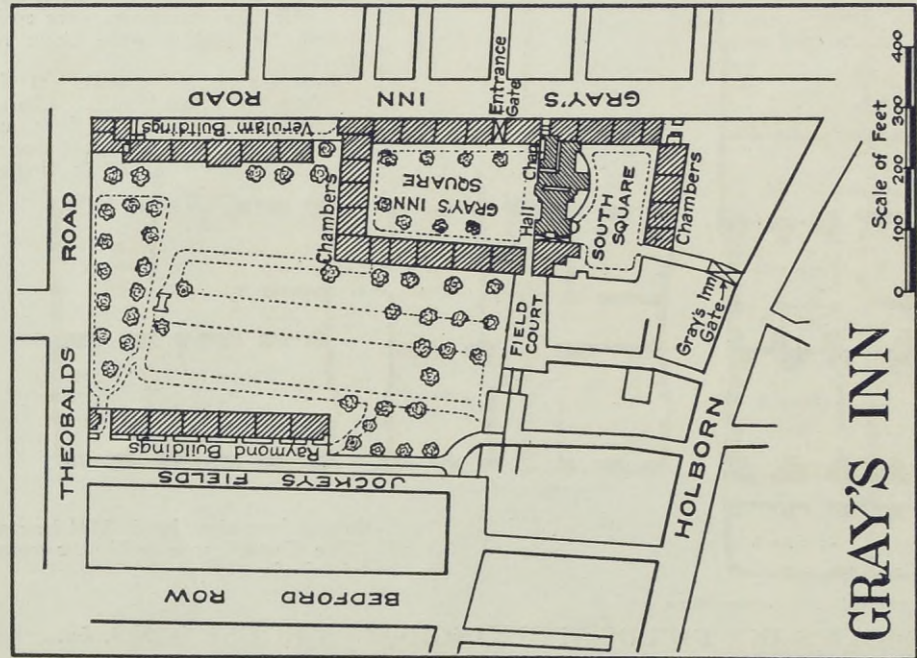 THEOBALDS ROAD
BEDFORD ROW
JOCKEYS FIELDS
Raymond Buildings
Verulam Buildings
GRAY'S INN ROAD
Chambers
GRAY'S INN
SQUARE
Entrance
Gate
Hall
Chap.
SOUTH
SQUARE
Chambers
FIELD
COURT
Gray's Inn
Gate
HOLBORN
GRAY'S INN
Scale of Feet
0 100 200 300 400